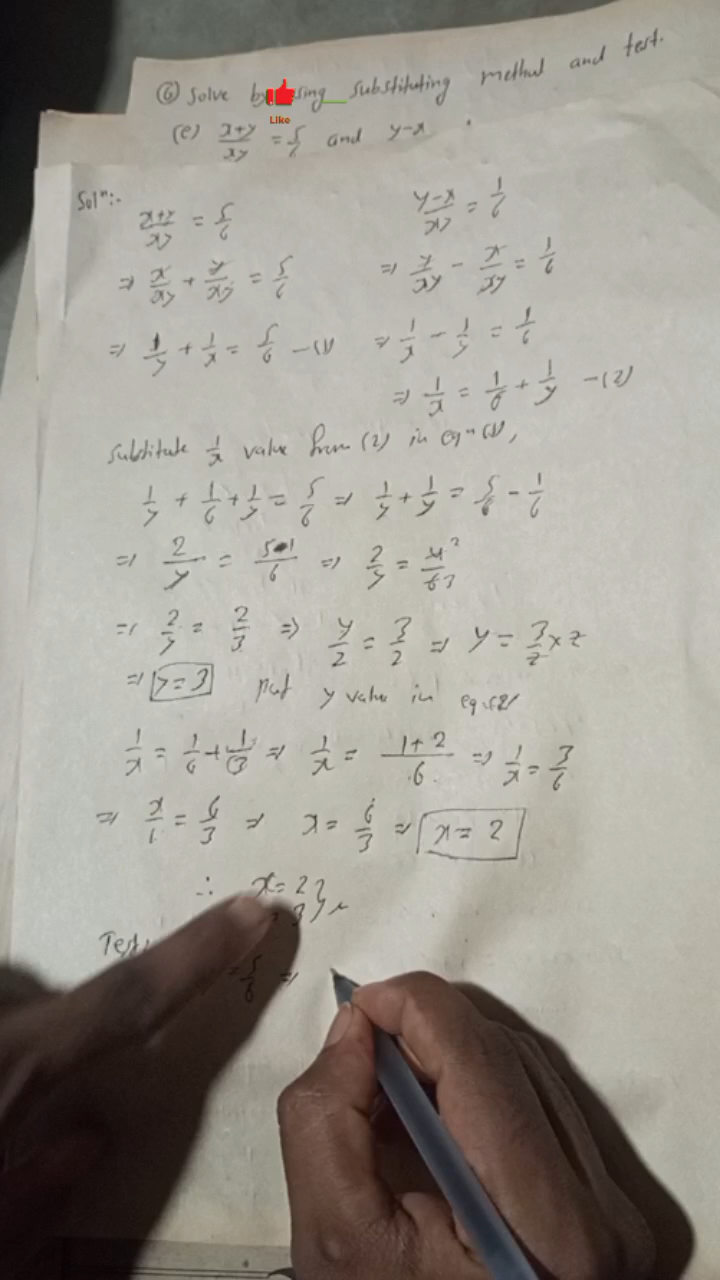 ⑥ Solve by using substituting method and test.
Like
(e) x+y/xy = 5/6 and y-x
Solⁿ:-
x+y/xy = 5/6 y-x/xy = 1/6
⇒ x/xy + y/xy = 5/6 ⇒ y/xy - x/xy = 1/6
⇒ 1/y + 1/x = 5/6 -(1) ⇒ 1/x - 1/y = 1/6
⇒ 1/x = 1/6 + 1/y -(2)
Substitute 1/x value from (2) in eqn (1),
1/y + 1/6 + 1/y = 5/6 ⇒ 1/y + 1/y = 5/6 - 1/6
⇒ 2/y = 5-1/6 ⇒ 2/y = 4²/63
⇒ 2/y = 2/3 ⇒ y/2 = 3/2 ⇒ y = 3/2 x 2
⇒ y=3 put y value in eqn(2)
1/x = 1/6 + 1/3 ⇒ 1/x = 1+2/6 ⇒ 1/x = 3/6
⇒ x/1 = 6/3 ⇒ x = 6/3 ⇒ x = 2
∴ x = 2
= 3
Test:
= 5/6 ⇒